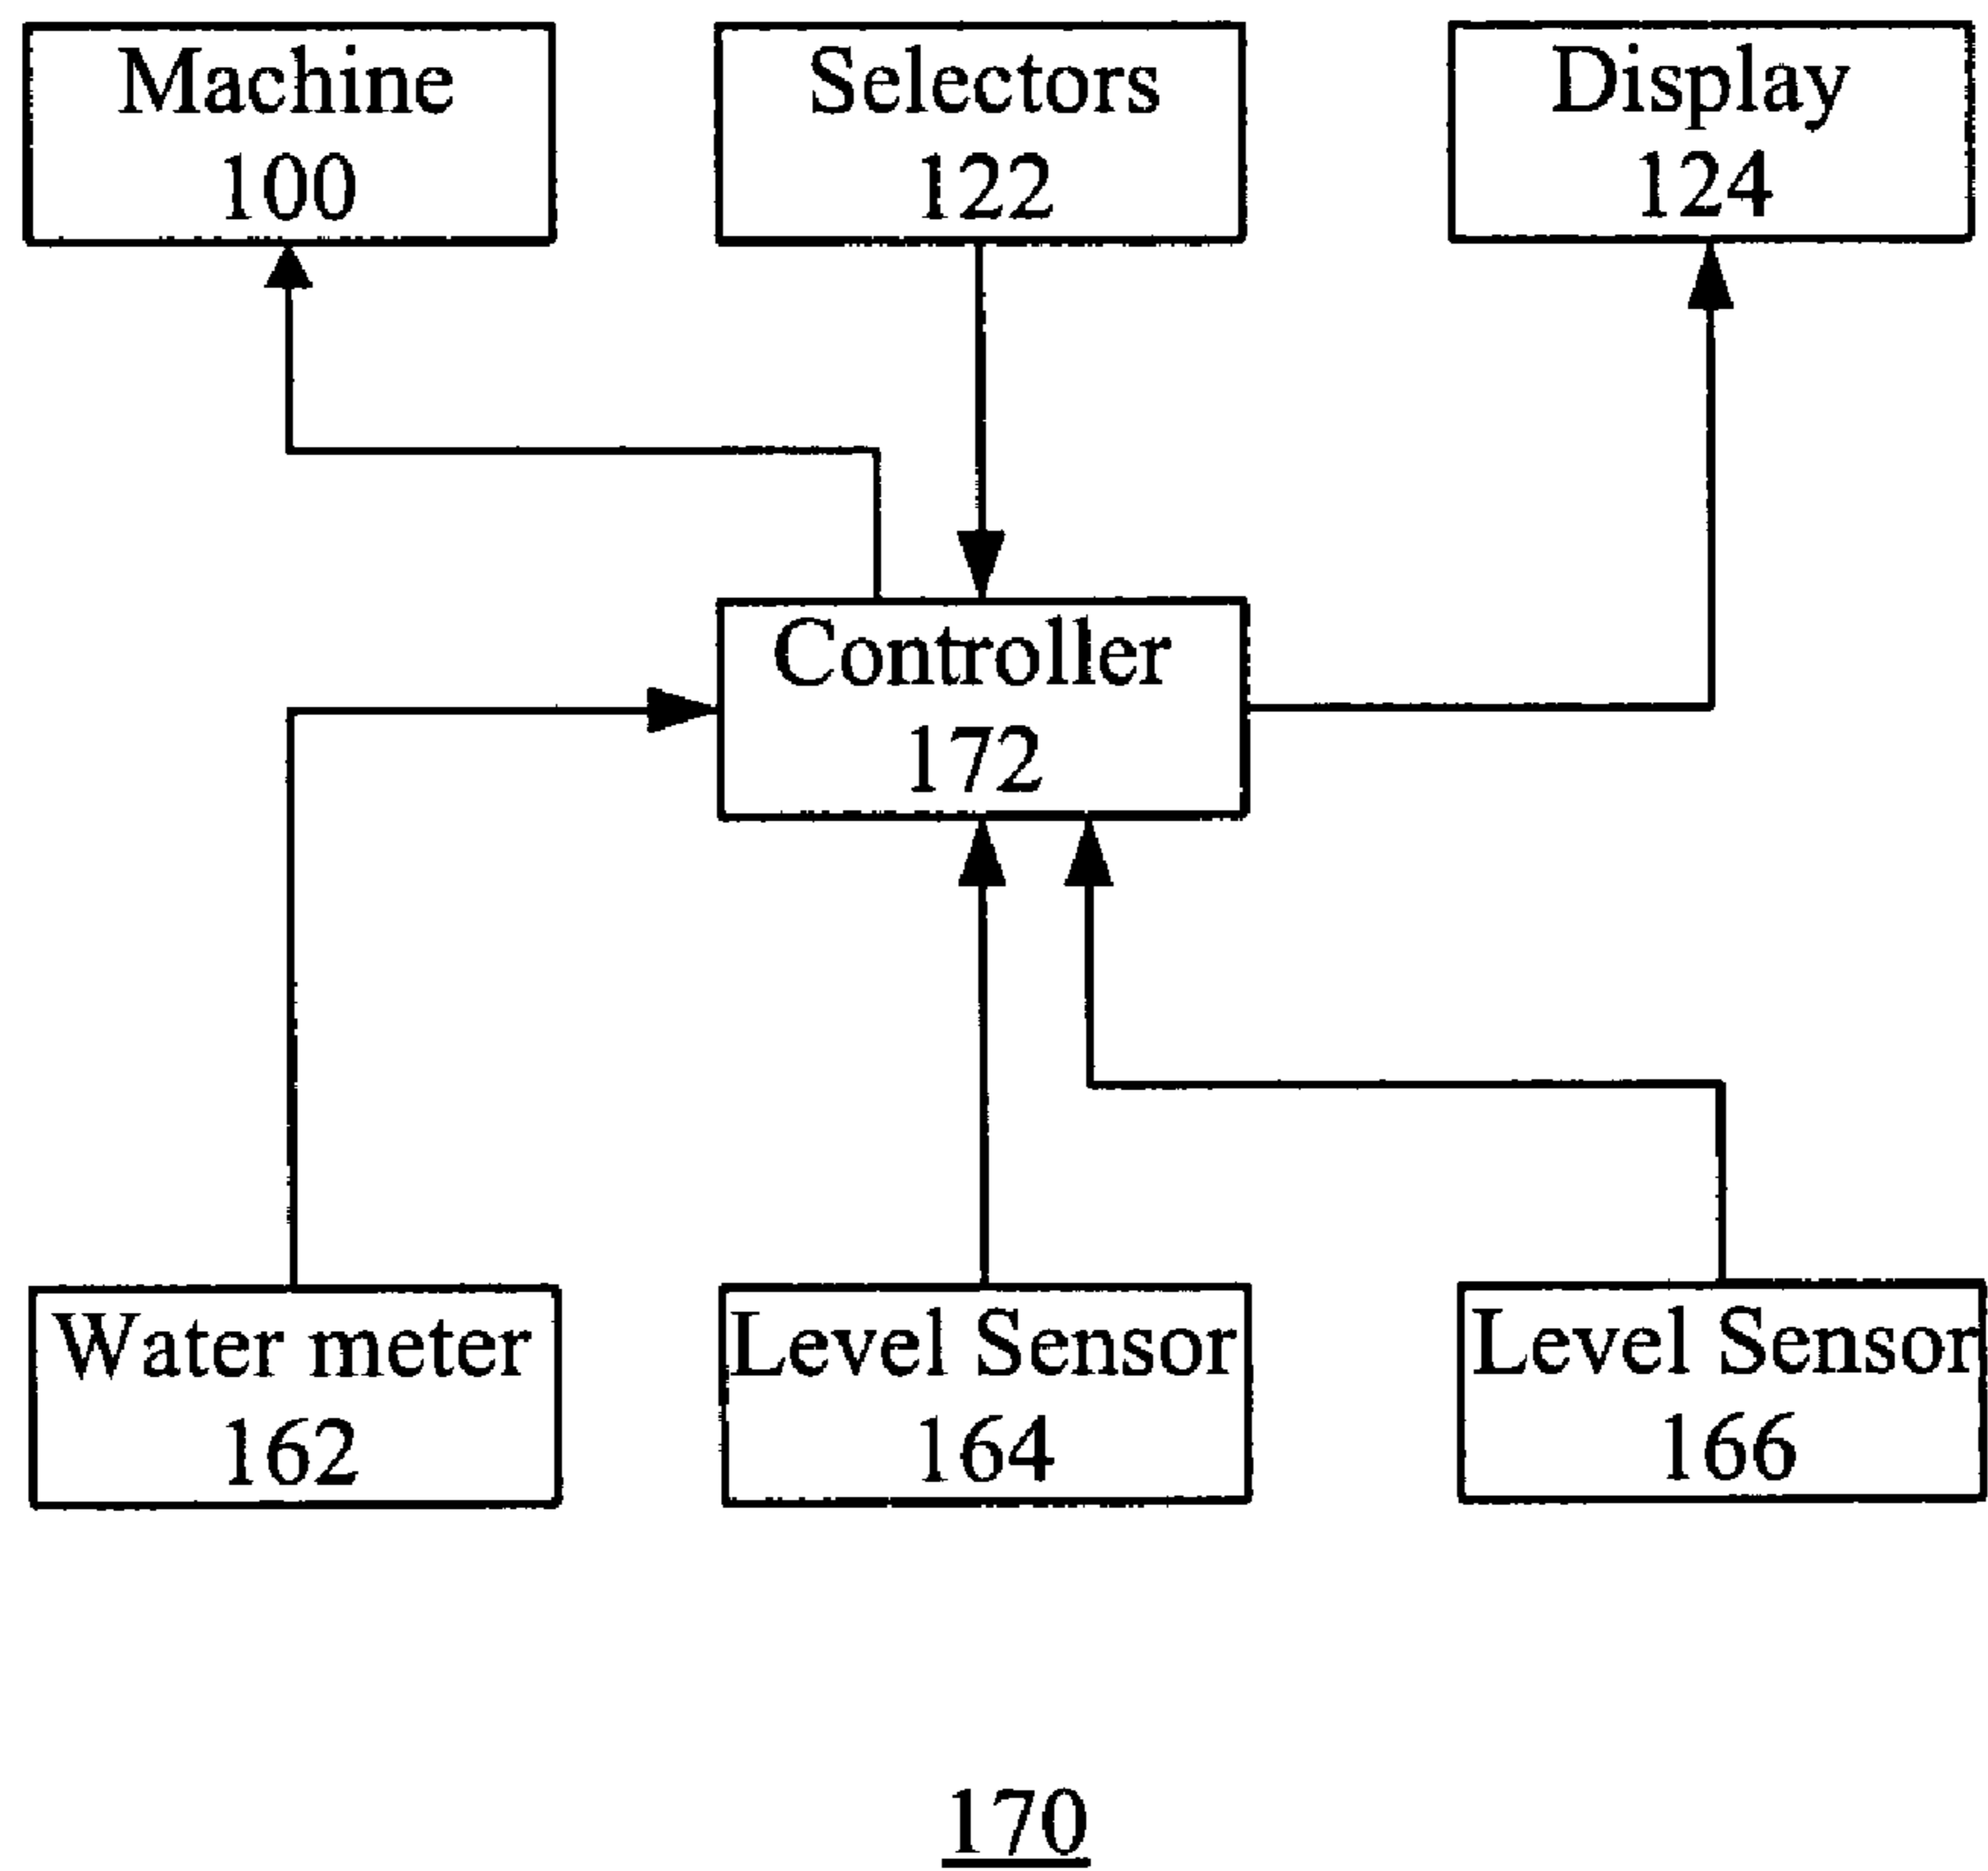 Machine
100
Selectors
122
Display
124
Controller
172
Water meter
162
Level Sensor
164
Level Sensor
166
170